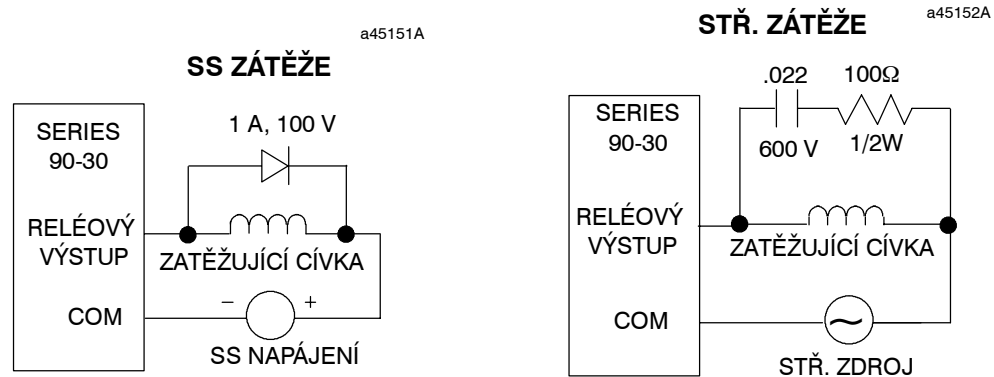 a45151A
SS ZÁTĚŽE
1 A, 100 V
SERIES
90-30
RELÉOVÝ
VÝSTUP
ZATĚŽUJÍCÍ CÍVKA
COM
− +
SS NAPÁJENÍ
a45152A
STŘ. ZÁTĚŽE
.022 100Ω
600 V 1/2W
SERIES
90-30
RELÉOVÝ
VÝSTUP
ZATĚŽUJÍCÍ CÍVKA
COM
STŘ. ZDROJ